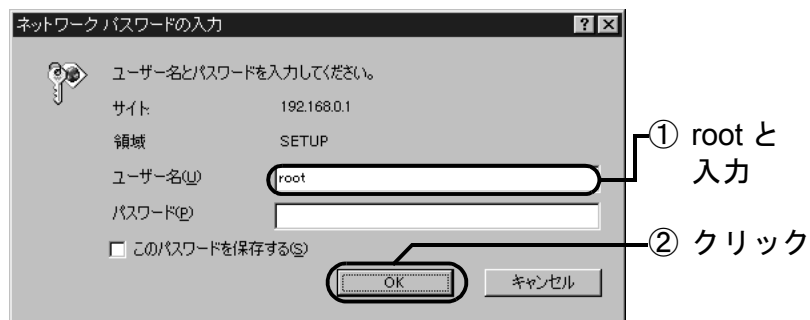 ネットワーク パスワードの入力
ユーザー名とパスワードを入力してください。
サイト: 192.168.0.1
領域 SETUP
ユーザー名(U) root
パスワード(P)
このパスワードを保存する(S)
OK キャンセル
① root と
入力
② クリック